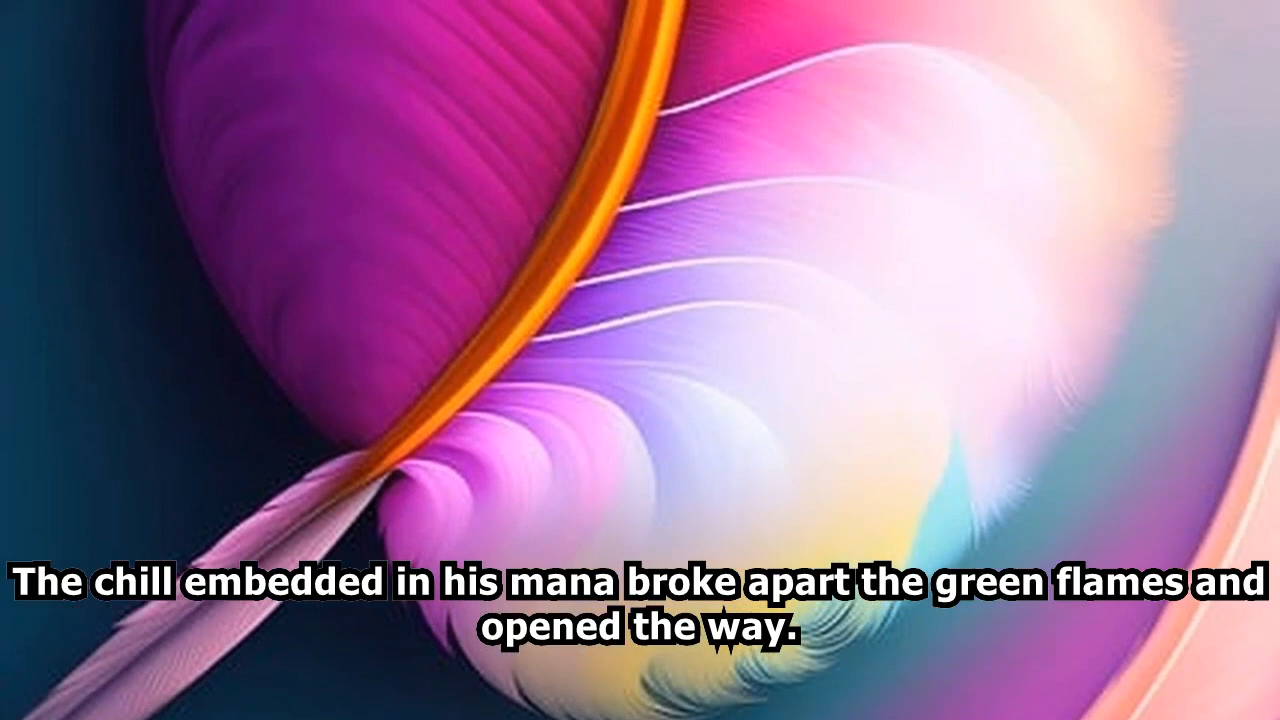 The chill embedded in his mana broke apart the green flames and
opened the way.